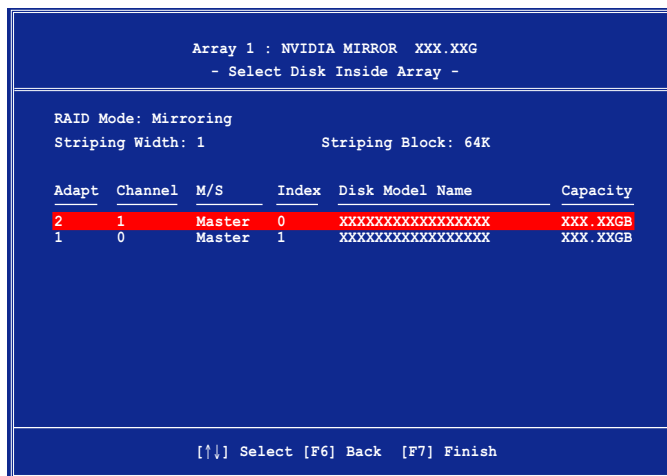 Array 1 : NVIDIA MIRROR XXX.XXG
- Select Disk Inside Array -
RAID Mode: Mirroring
Striping Width: 1 Striping Block: 64K
Adapt Channel M/S Index Disk Model Name Capacity
2 1 Master 0 XXXXXXXXXXXXXXXXX XXX.XXGB
1 0 Master 1 XXXXXXXXXXXXXXXXX XXX.XXGB
[↑↓] Select [F6] Back [F7] Finish